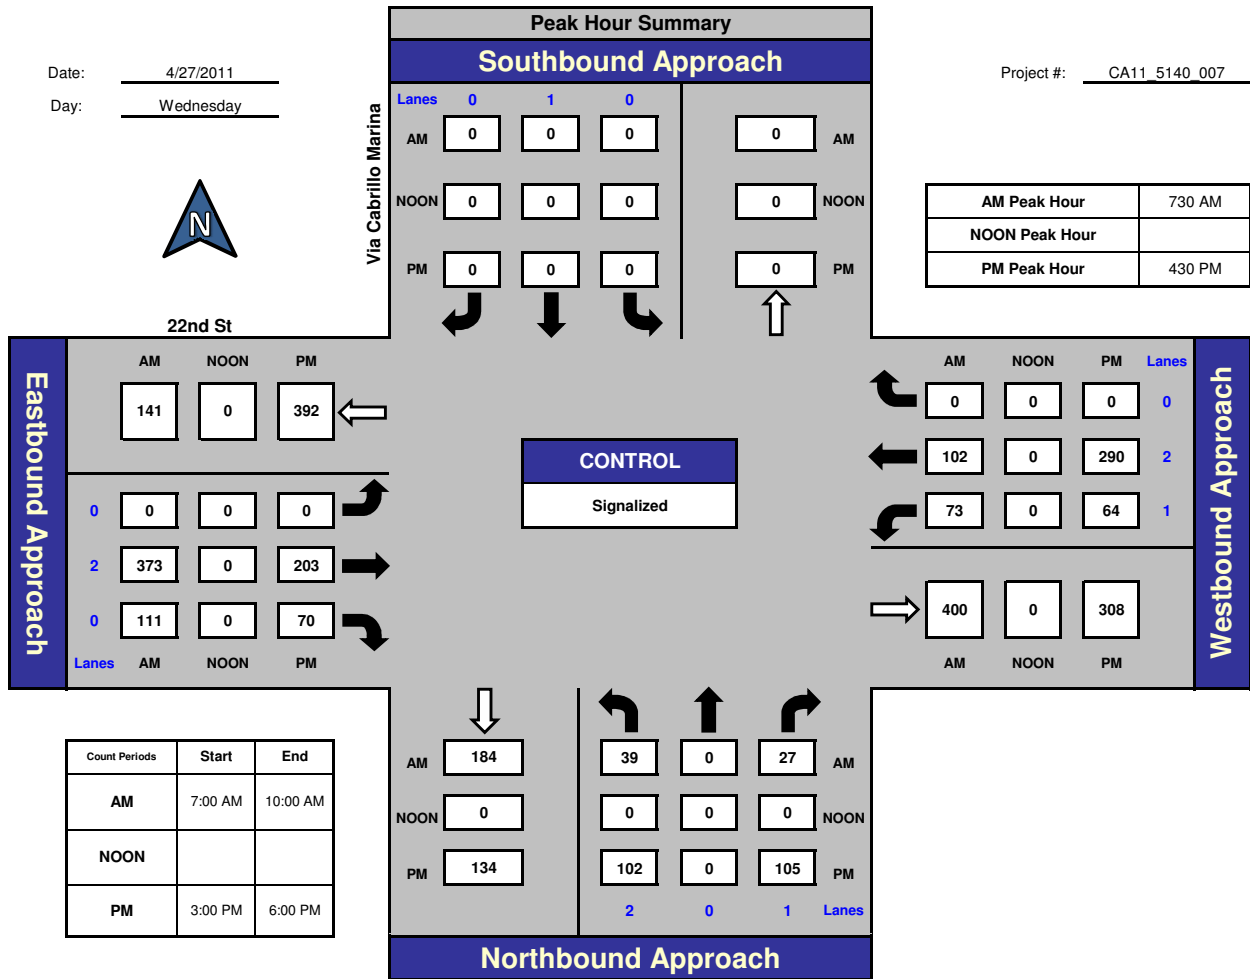 Peak Hour Summary
Southbound Approach
Date: 4/27/2011
Project #: CA11_5140_007
Day: Wednesday
Via Cabrillo Marina
Lanes 0 1 0
AM 0 0 0 0 AM
NOON 0 0 0 0 NOON
PM 0 0 0 0 PM
N
AM Peak Hour 730 AM
NOON Peak Hour
PM Peak Hour 430 PM
22nd St
Eastbound Approach
AM NOON PM
141 0 392
0 0 0 0
2 373 0 203
0 111 0 70
Lanes AM NOON PM
CONTROL
Signalized
AM NOON PM Lanes
0 0 0 0
102 0 290 2
73 0 64 1
400 0 308
AM NOON PM
Westbound Approach
Count Periods Start End
AM 7:00 AM 10:00 AM
NOON
PM 3:00 PM 6:00 PM
AM 184 39 0 27 AM
NOON 0 0 0 0 NOON
PM 134 102 0 105 PM
2 0 1 Lanes
Northbound Approach